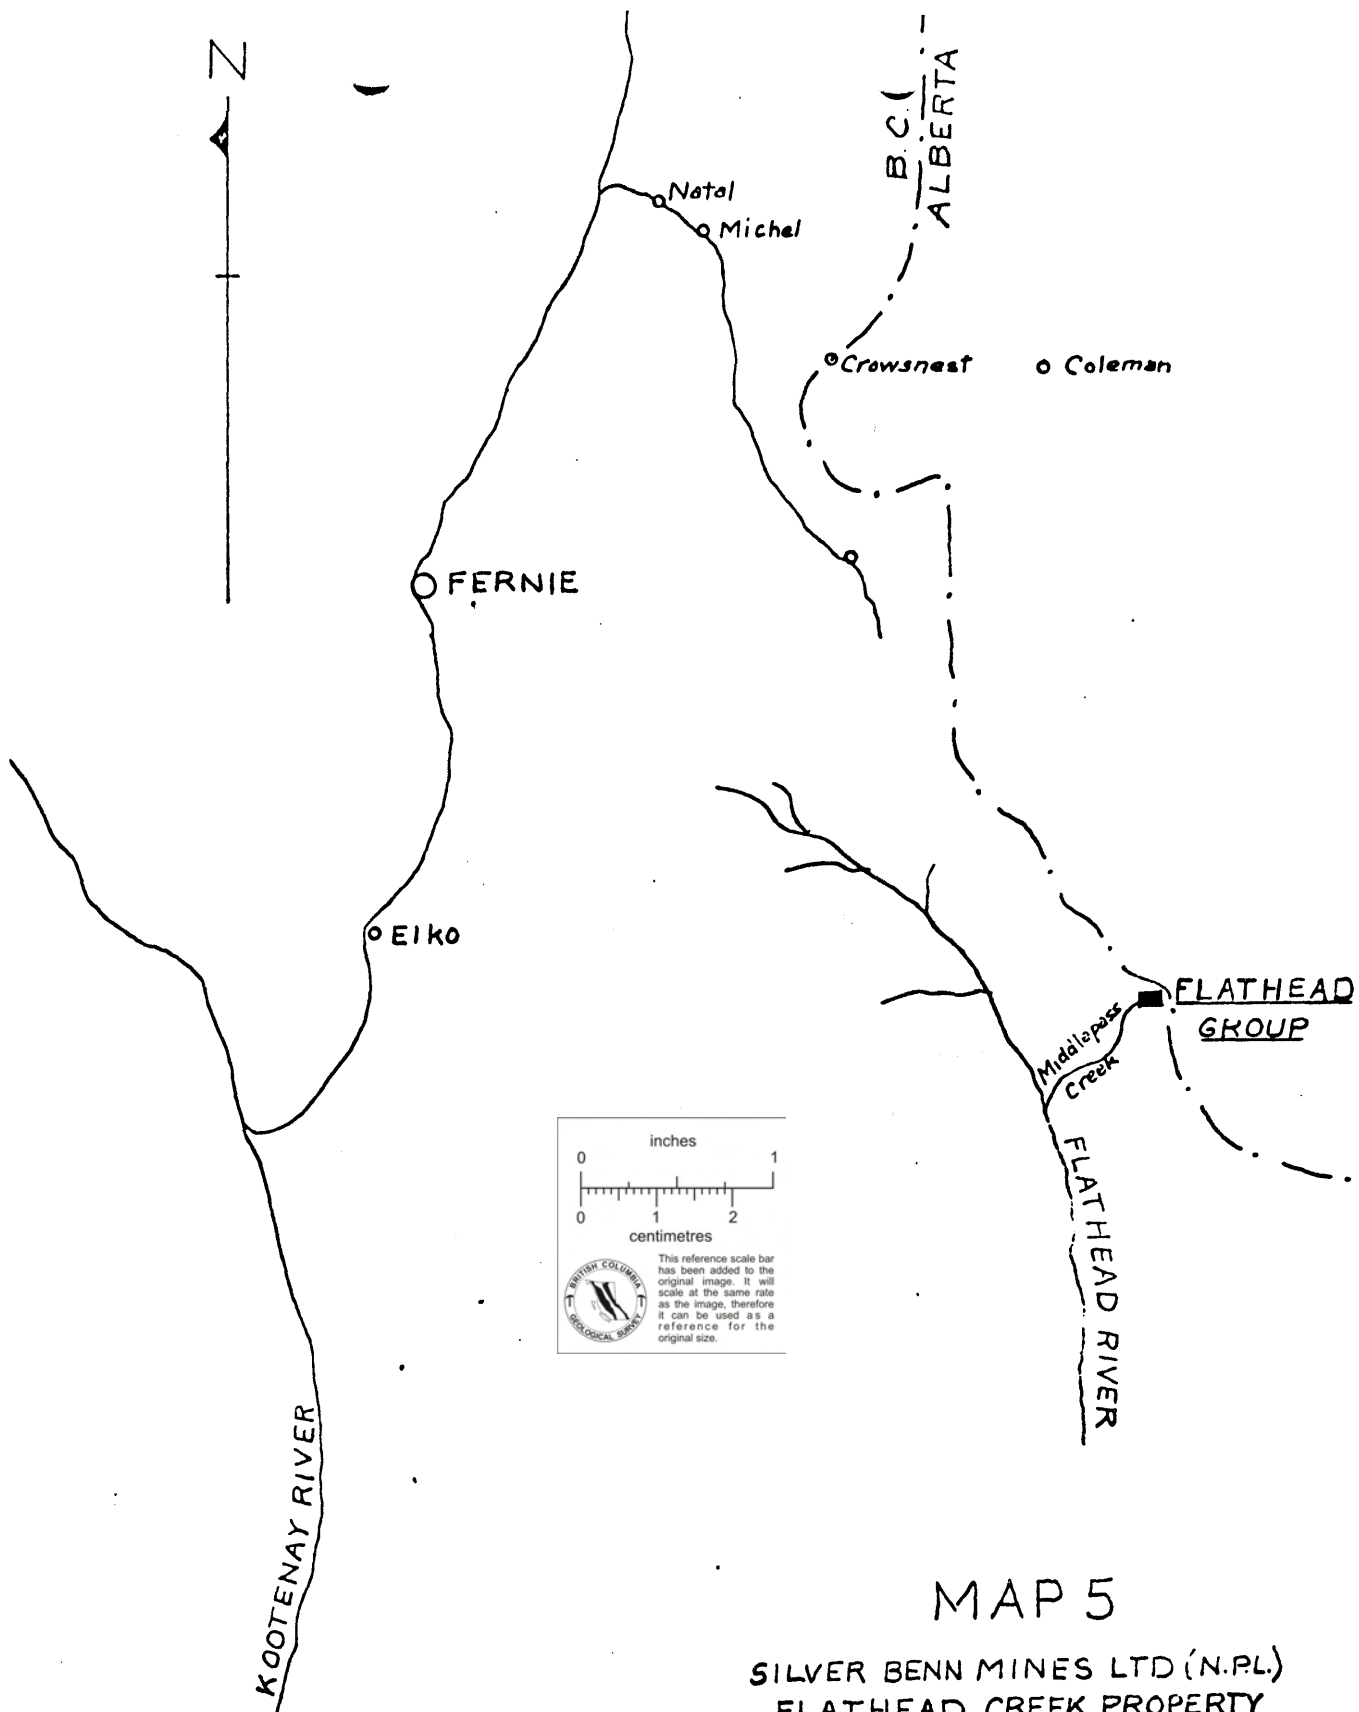 N
B.C.
ALBERTA
Natal
Michel
Crowsnest
Coleman
FERNIE
Elko
FLATHEAD
GROUP
Middlepass
Creek
FLATHEAD RIVER
KOOTENAY RIVER
inches
0 1
0 1 2
centimetres
BRITISH COLUMBIA
GEOLOGICAL SURVEY
This reference scale bar
has been added to the
original image. It will
scale at the same rate
as the image, therefore
it can be used as a
reference for the
original size.
MAP 5
SILVER BENN MINES LTD (N.P.L.)
FLATHEAD CREEK PROPERTY